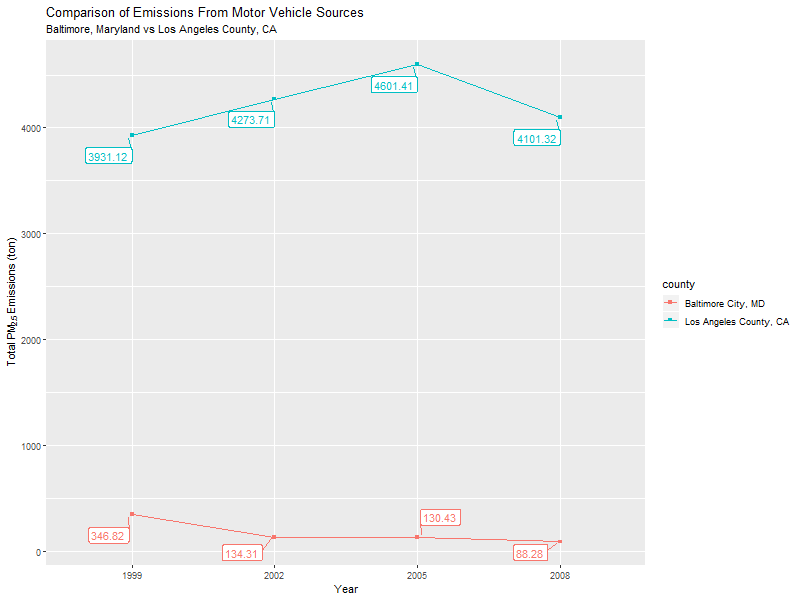 Comparison of Emissions From Motor Vehicle Sources
Baltimore, Maryland vs Los Angeles County, CA
Total PM2.5 Emissions (ton)
4000
3000
2000
1000
0
3931.12
4273.71
4601.41
4101.32
346.82
134.31
130.43
88.28
1999
2002
2005
2008
Year
county
Baltimore City, MD
Los Angeles County, CA